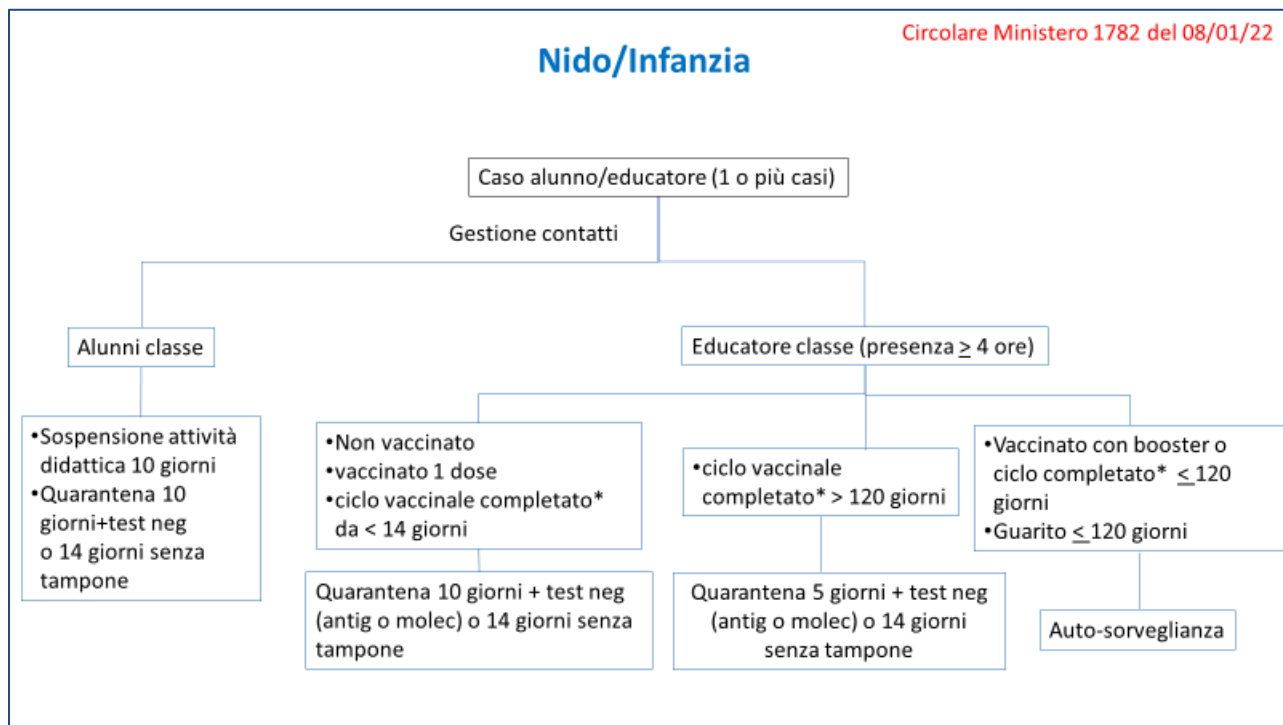 Circolare Ministero 1782 del 08/01/22
Nido/Infanzia
Caso alunno/educatore (1 o più casi)
Gestione contatti
Alunni classe
Educatore classe (presenza ≥ 4 ore)
•Sospensione attività
didattica 10 giorni
•Quarantena 10
giorni+test neg
o 14 giorni senza
tampone
•Non vaccinato
•vaccinato 1 dose
•ciclo vaccinale completato*
da < 14 giorni
•ciclo vaccinale
completato* > 120 giorni
•Vaccinato con booster o
ciclo completato* ≤120
giorni
•Guarito ≤120 giorni
Quarantena 10 giorni + test neg
(antig o molec) o 14 giorni senza
tampone
Quarantena 5 giorni + test neg
(antig o molec) o 14 giorni
senza tampone
Auto-sorveglianza